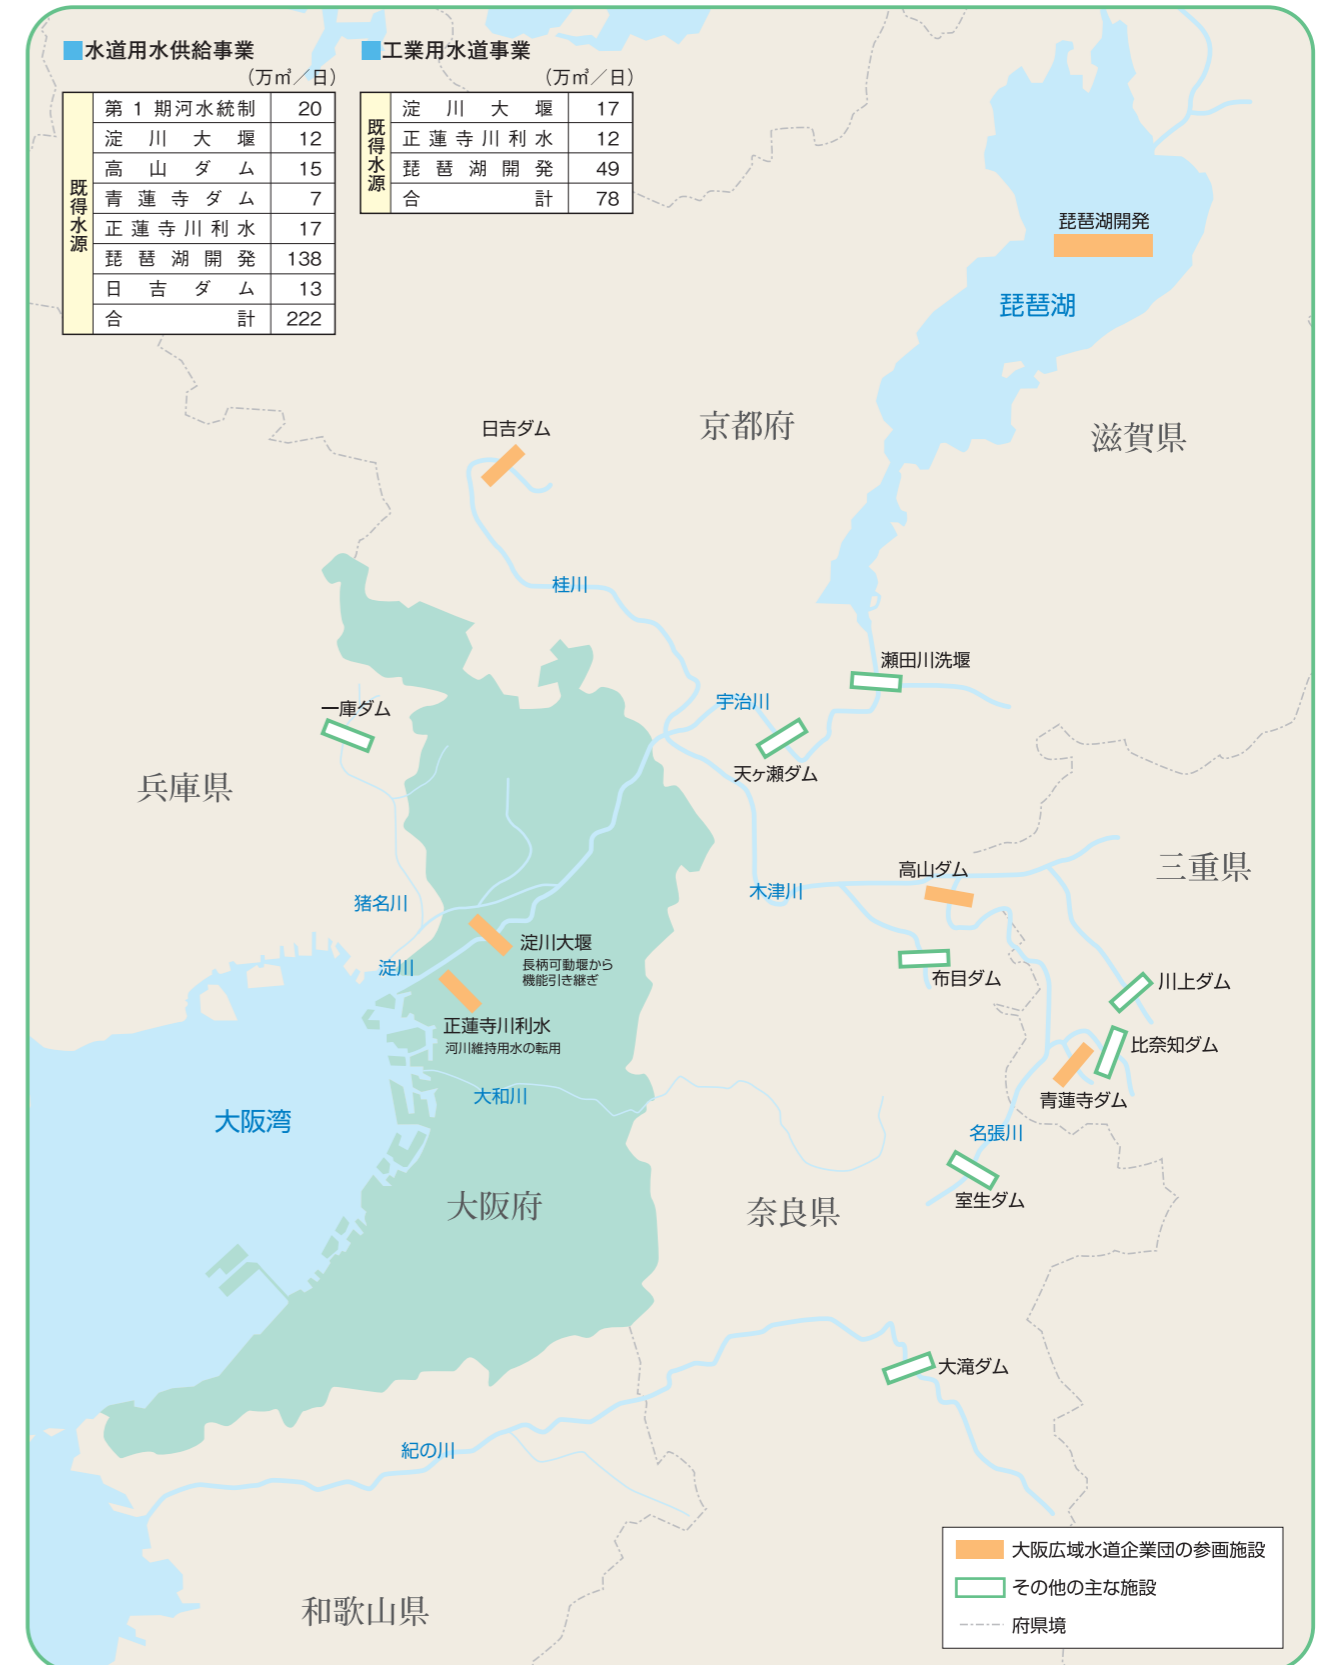 ■水道用水供給事業
(万㎥／日)
既得水源
第1期河水統制 20
淀川大堰 12
高山ダム 15
青蓮寺ダム 7
正蓮寺川利水 17
琵琶湖開発 138
日吉ダム 13
合計 222
■工業用水道事業
(万㎥／日)
既得水源
淀川大堰 17
正蓮寺川利水 12
琵琶湖開発 49
合計 78
琵琶湖開発
琵琶湖
京都府
滋賀県
日吉ダム
桂川
瀬田川洗堰
宇治川
一庫ダム
天ヶ瀬ダム
兵庫県
三重県
高山ダム
木津川
猪名川
淀川大堰
長柄可動堰から
機能引き継ぎ
淀川
布目ダム
川上ダム
正蓮寺川利水
河川維持用水の転用
比奈知ダム
大和川
青蓮寺ダム
大阪湾
名張川
大阪府
奈良県
室生ダム
大滝ダム
紀の川
和歌山県
大阪広域水道企業団の参画施設
その他の主な施設
府県境